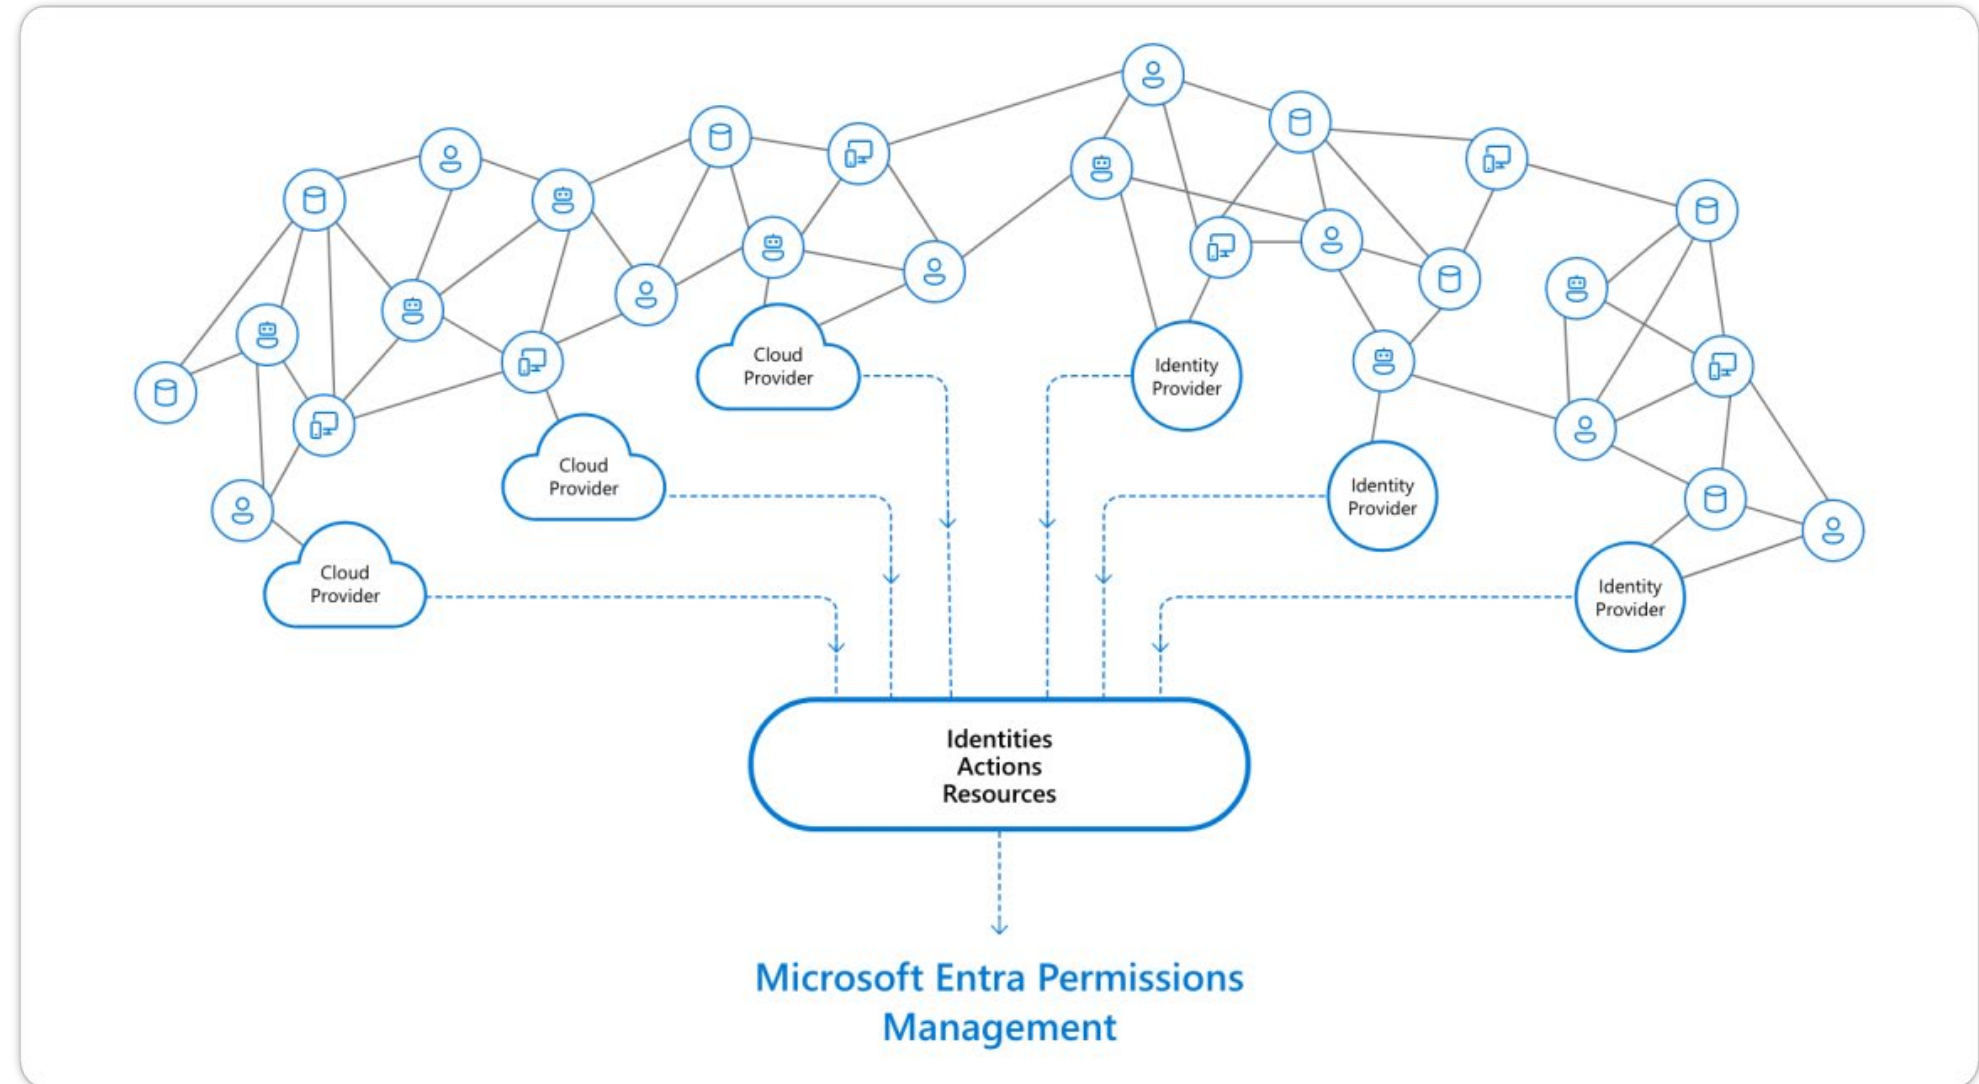 Cloud
Provider
Identity
Provider
Cloud
Provider
Identity
Provider
Cloud
Provider
Identity
Provider
Identities
Actions
Resources
Microsoft Entra Permissions
Management